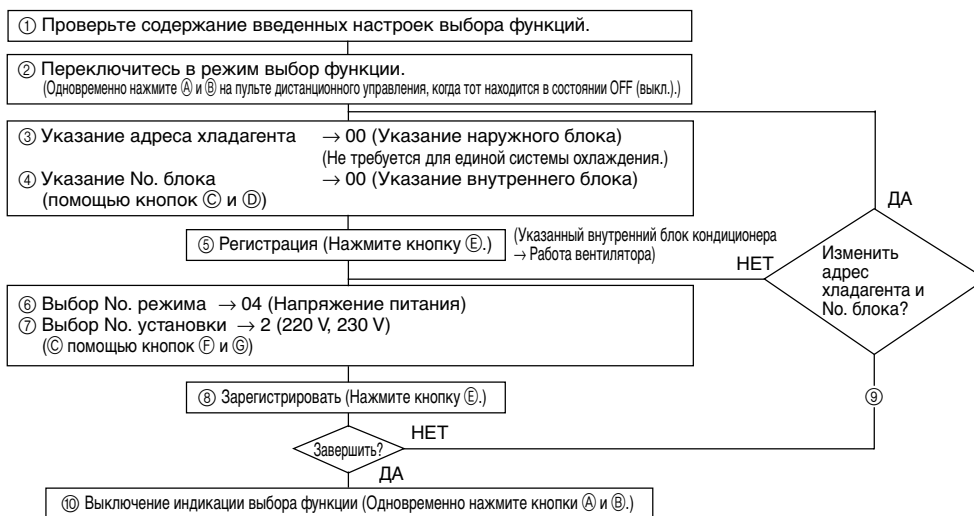 ① Проверьте содержание введенных настроек выбора функций.
② Переключитесь в режим выбор функции.
(Одновременно нажмите Ⓐ и Ⓑ на пульте дистанционного управления, когда тот находится в состоянии OFF (выкл.).)
③ Указание адреса хладагента → 00 (Указание наружного блока)
(Не требуется для единой системы охлаждения.)
④ Указание No. блока → 00 (Указание внутреннего блока)
(помощью кнопок Ⓒ и Ⓓ)
ДА
⑤ Регистрация (Нажмите кнопку Ⓔ.)
(Указанный внутренний блок кондиционера
→ Работа вентилятора)
НЕТ
Изменить
адрес
хладагента и
No. блока?
⑥ Выбор No. режима → 04 (Напряжение питания)
⑦ Выбор No. установки → 2 (220 V, 230 V)
(Ⓒ помощью кнопок Ⓕ и Ⓖ)
⑧ Зарегистрировать (Нажмите кнопку Ⓔ.)
⑨
НЕТ
Завершить?
ДА
⑩ Выключение индикации выбора функции (Одновременно нажмите кнопки Ⓐ и Ⓑ.)